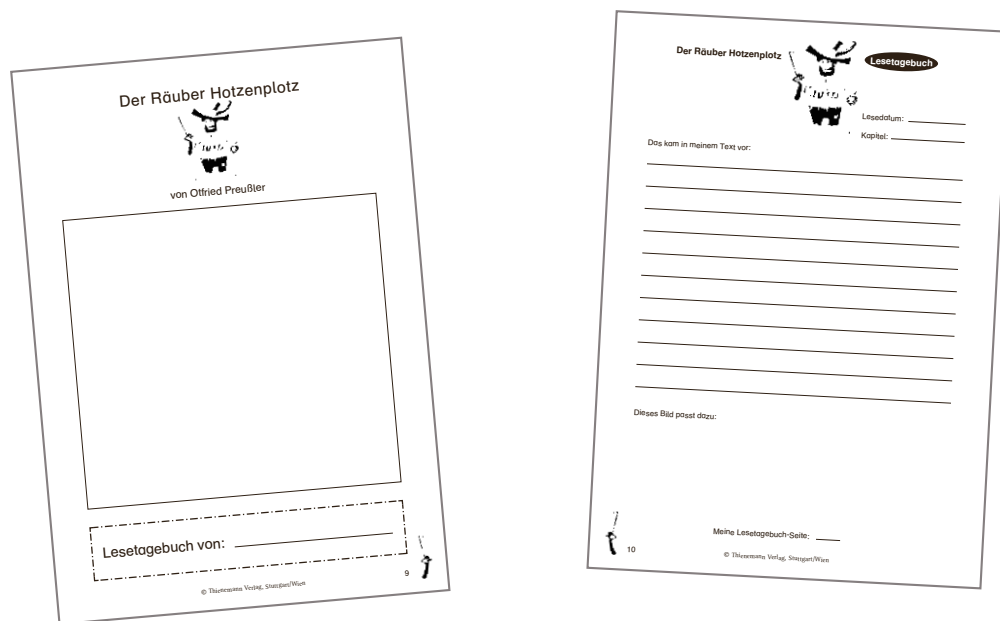 Der Räuber Hotzenplotz
von Otfried Preußler
Lesetagebuch von:
9
© Thienemann Verlag, Stuttgart/Wien
Der Räuber Hotzenplotz
Lesetagebuch
Lesedatum:
Kapitel:
Das kam in meinem Text vor:
Dieses Bild passt dazu:
Meine Lesetagebuch-Seite:
10
© Thienemann Verlag, Stuttgart/Wien